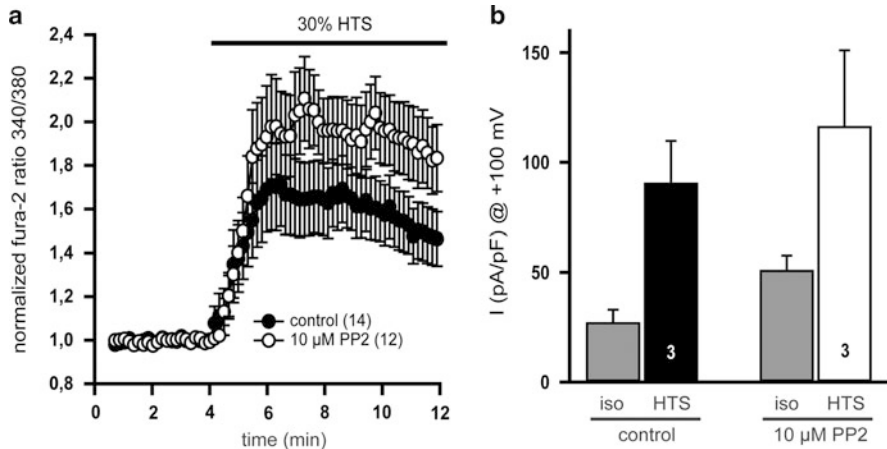 a
30% HTS
normalized fura-2 ratio 340/380
2,4
2,2
2,0
1,8
1,6
1,4
1,2
1,0
0,8
control (14)
10 µM PP2 (12)
0 2 4 6 8 10 12
time (min)
b
I (pA/pF) @ +100 mV
150
100
50
0
3 3
iso HTS iso HTS
control 10 µM PP2